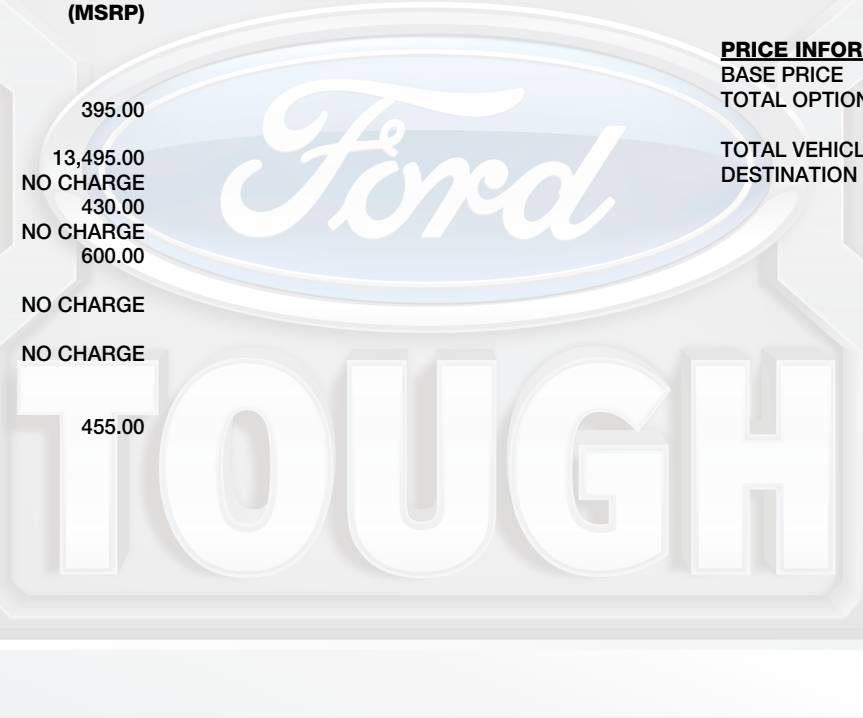 (MSRP)
395.00
13,495.00
NO CHARGE
430.00
NO CHARGE
600.00
NO CHARGE
NO CHARGE
455.00
PRICE INFOR
BASE PRICE
TOTAL OPTION
TOTAL VEHICL
DESTINATION
Ford
TOUGH